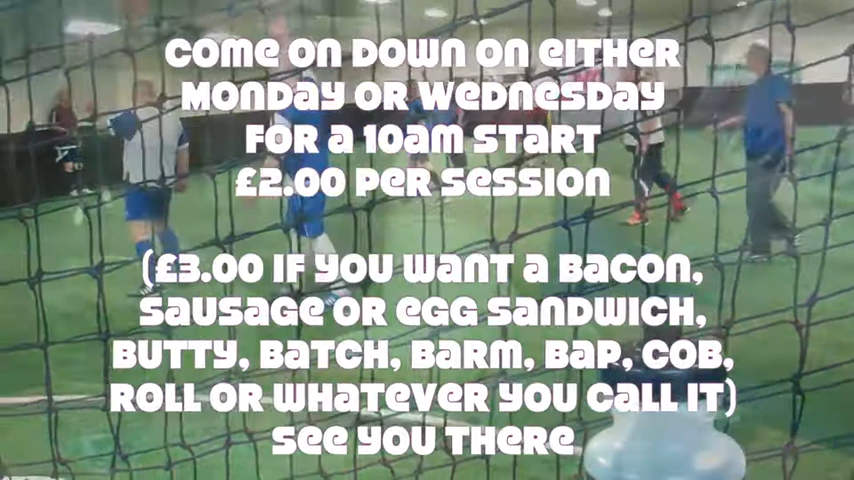 COME ON DOWN ON EITHER
MONDAY OR WEDNESDAY
FOR A 10AM START
£2.00 PER SESSION
(£3.00 IF YOU WANT A BACON,
SAUSAGE OR EGG SANDWICH,
BUTTY, BATCH, BARM, BAP, COB,
ROLL OR WHATEVER YOU CALL IT)
SEE YOU THERE